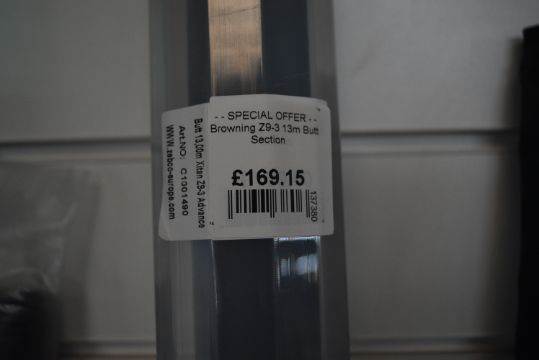 - - SPECIAL OFFER - -
Browning Z9-3 13m Butt
Section
£169.15
137380
Butt 13,00m Xitan Z9-3 Advance
Art.NO: C1001490
WWW.zebco-europe.com